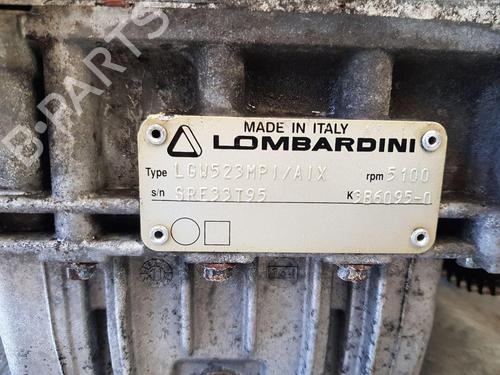 B-PARTS
MADE IN ITALY
LOMBARDINI
Type LGW523MPI/AIX rpm 5100
s/n SRE33T95 K3B6095-0